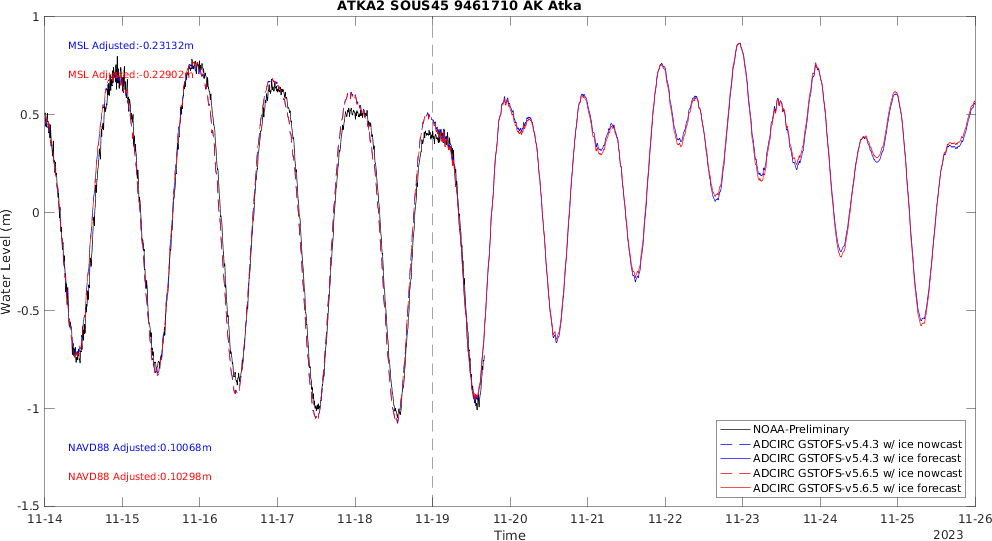 ATKA2 SOUS45 9461710 AK Atka
MSL Adjusted:-0.23132m
MSL Adjusted:-0.22902m
NAVD88 Adjusted:0.10068m
NAVD88 Adjusted:0.10298m
Water Level (m)
1
0.5
0
-0.5
-1
-1.5
NOAA-Preliminary
ADCIRC GSTOFS-v5.4.3 w/ ice nowcast
ADCIRC GSTOFS-v5.4.3 w/ ice forecast
ADCIRC GSTOFS-v5.6.5 w/ ice nowcast
ADCIRC GSTOFS-v5.6.5 w/ ice forecast
11-14 11-15 11-16 11-17 11-18 11-19 11-20 11-21 11-22 11-23 11-24 11-25 11-26
Time
2023